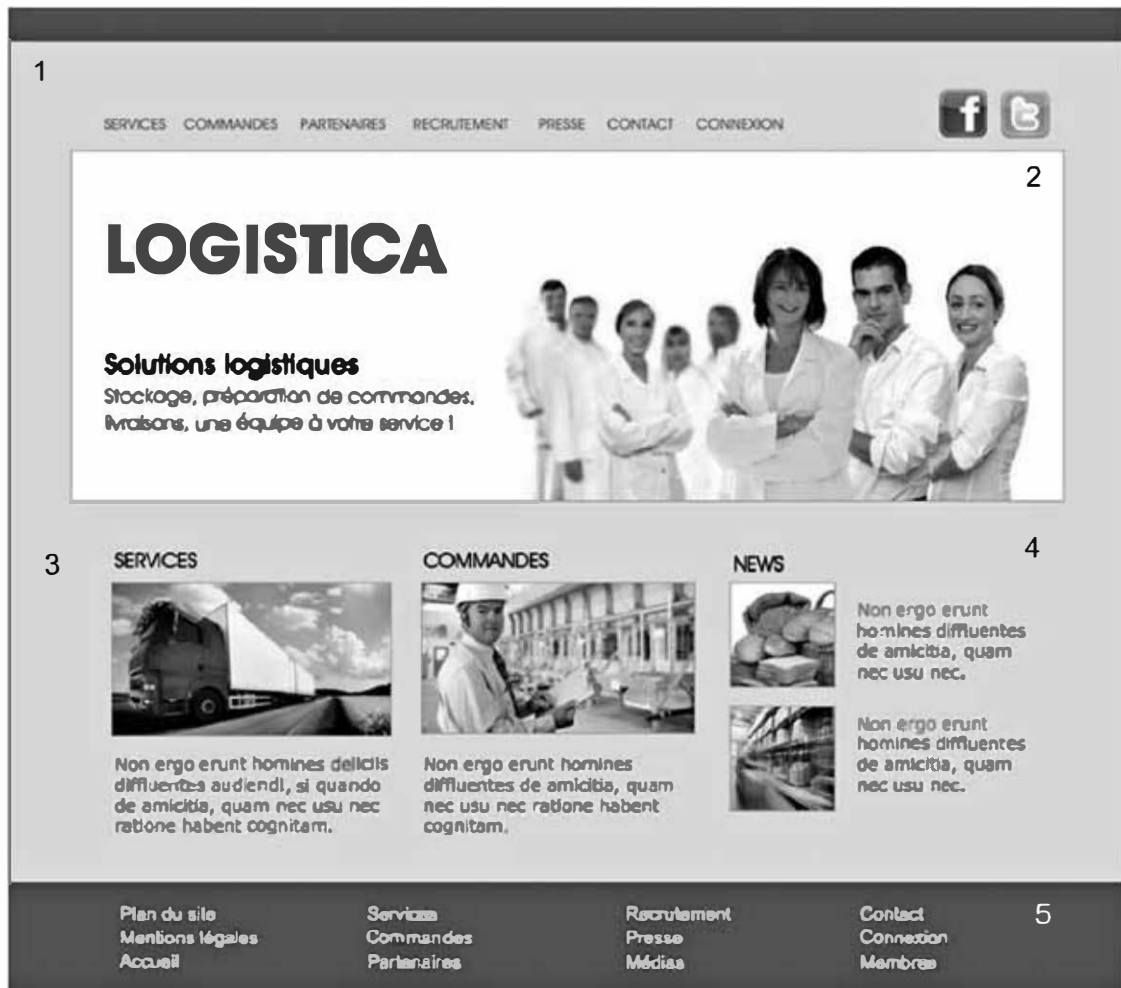 1
SERVICES COMMANDES PARTENAIRES RECRUTEMENT PRESSE CONTACT CONNEXION
f t
2
LOGISTICA
Solutions logistiques
Stockage, préparation de commandes,
livraisons, une équipe à votre service !
3
SERVICES
Non ergo erunt homines deliciis
diffluentes audiendi, si quando
de amicitia, quam nec usu nec
ratione habent cognitam.
COMMANDES
Non ergo erunt homines
diffluentes de amicitia, quam
nec usu nec ratione habent
cognitam.
4
NEWS
Non ergo erunt
homines diffluentes
de amicitia, quam
nec usu nec.
Non ergo erunt
homines diffluentes
de amicitia, quam
nec usu nec.
Plan du site
Mentions légales
Accueil
Services
Commandes
Partenaires
Recrutement
Presse
Médias
Contact
Connexion
Membres
5